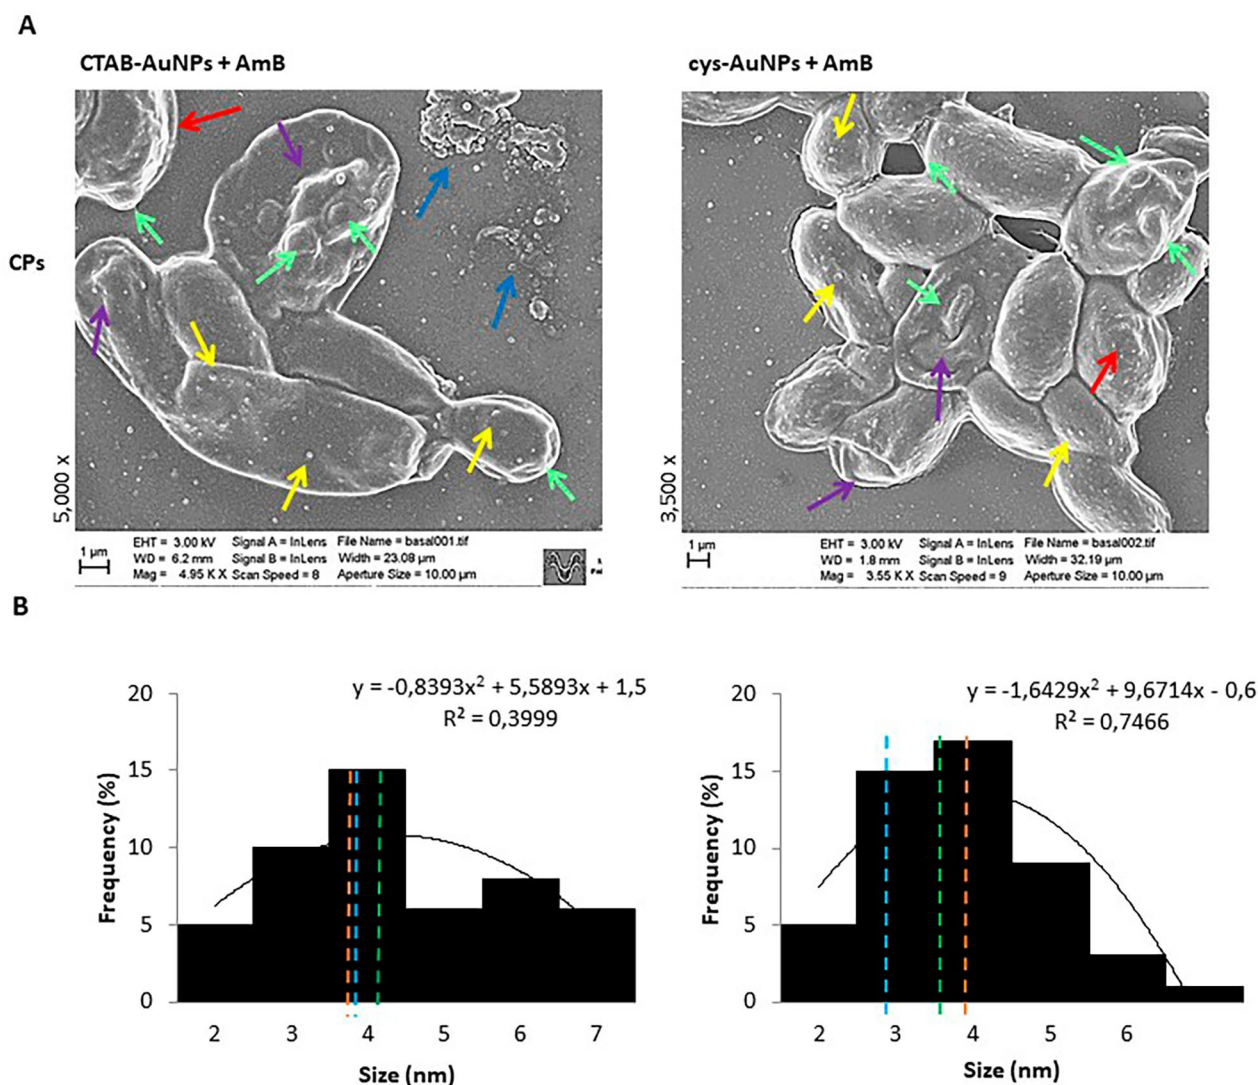 A
CTAB-AuNPs + AmB
cys-AuNPs + AmB
CPs
5,000 x
3,500 x
1 µm
EHT = 3.00 kV Signal A = InLens File Name = basal001.tif
WD = 6.2 mm Signal B = InLens Width = 23.08 µm
Mag = 4.95 K X Scan Speed = 8 Aperture Size = 10.00 µm
1 µm
EHT = 3.00 kV Signal A = InLens File Name = basal002.tif
WD = 1.8 mm Signal B = InLens Width = 32.19 µm
Mag = 3.55 K X Scan Speed = 9 Aperture Size = 10.00 µm
B
y = -0,8393x² + 5,5893x + 1,5
R² = 0,3999
Frequency (%)
20
15
10
5
0
2 3 4 5 6 7
Size (nm)
y = -1,6429x² + 9,6714x - 0,6
R² = 0,7466
Frequency (%)
20
15
10
5
0
2 3 4 5 6
Size (nm)